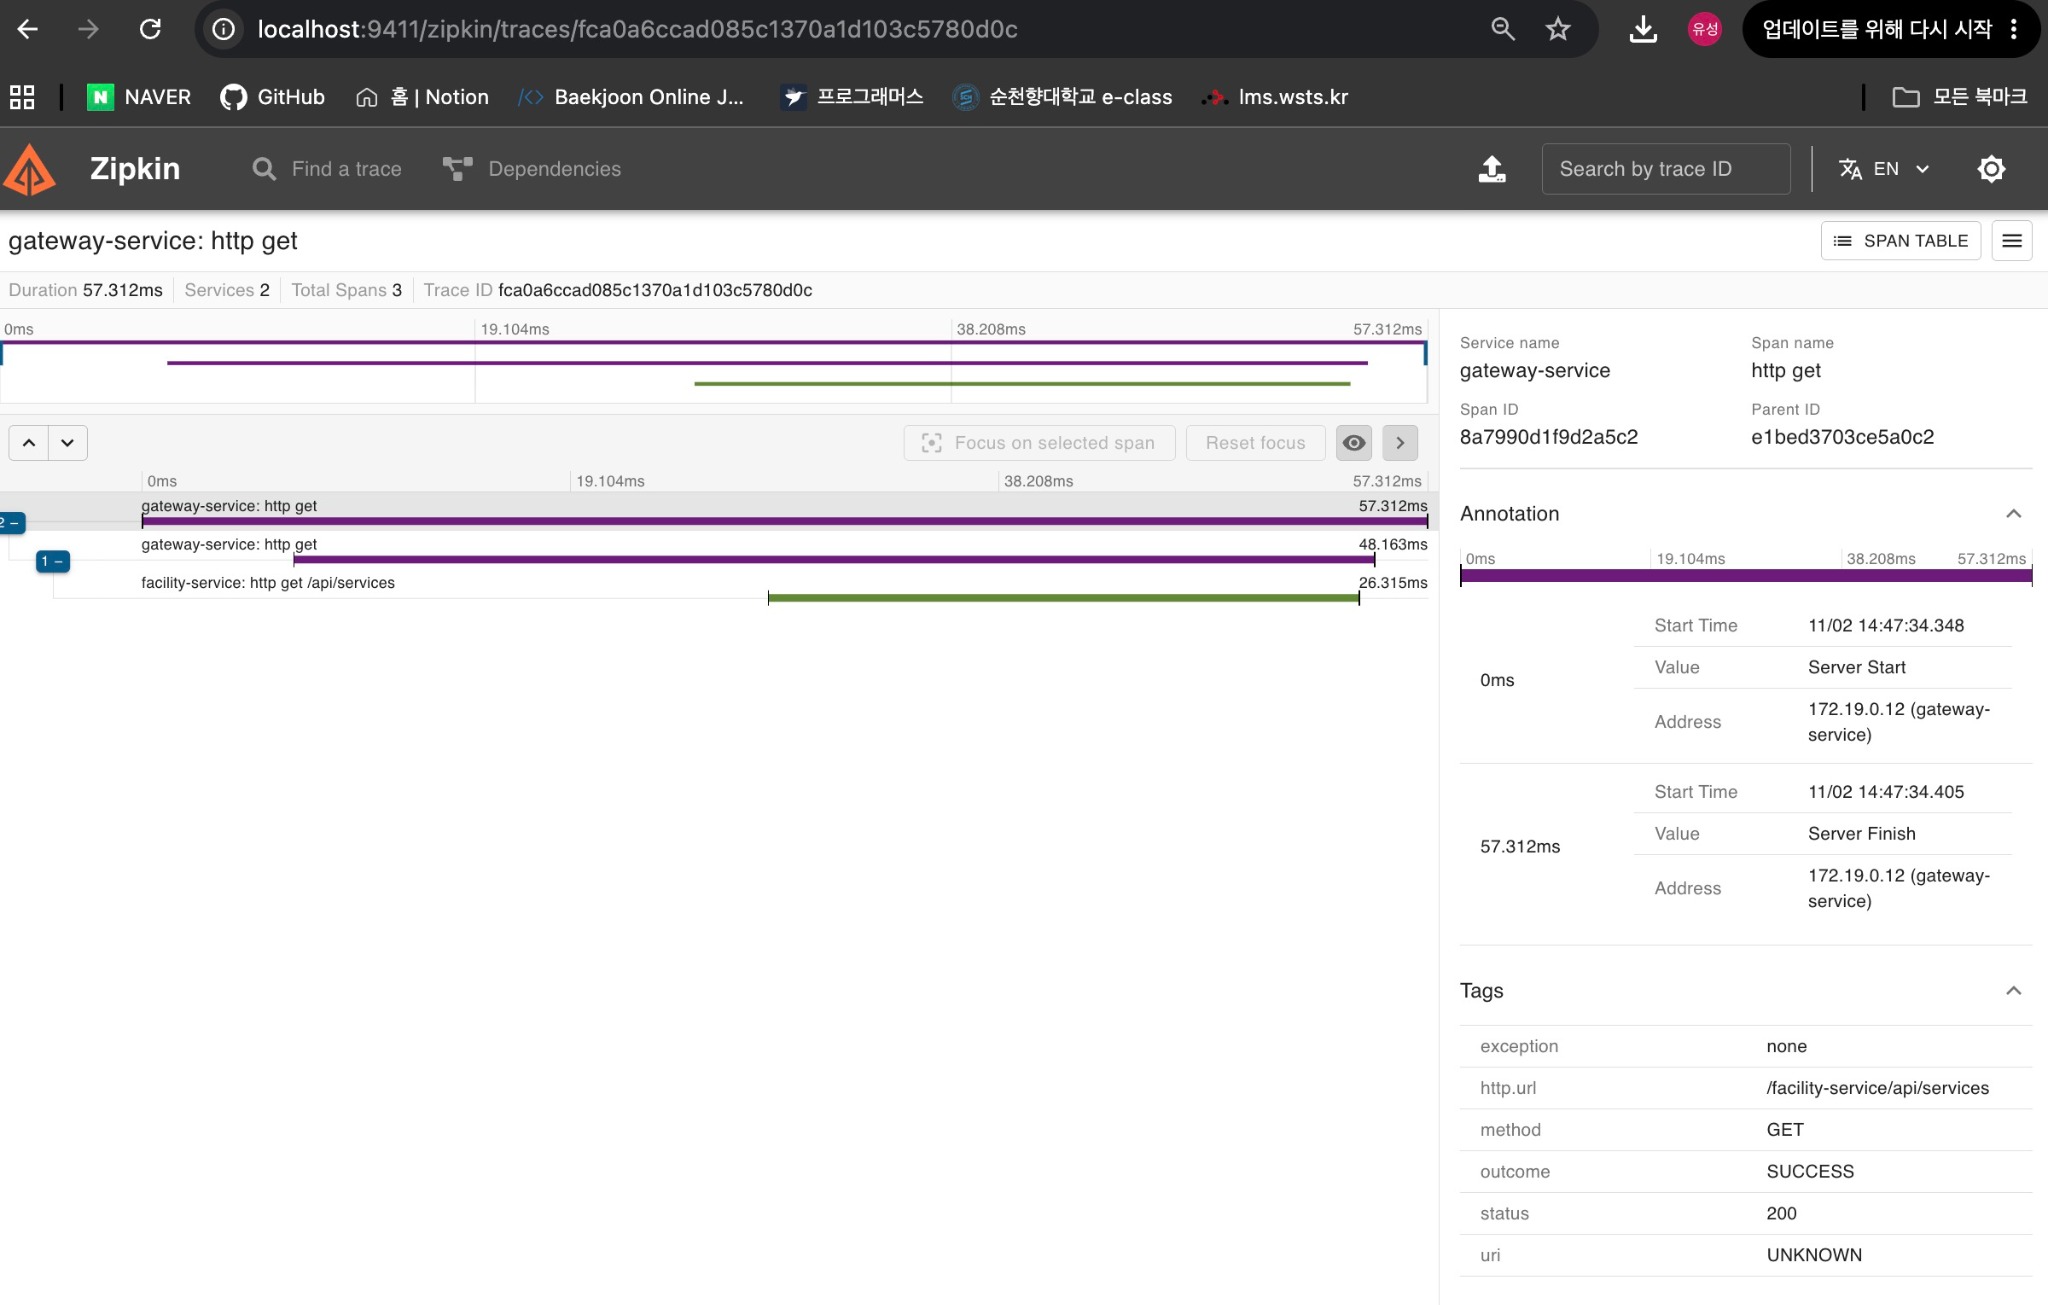 localhost:9411/zipkin/traces/fca0a6ccad085c1370a1d103c5780d0c
유성
업데이트를 위해 다시 시작
NAVER
GitHub
홈 | Notion
Baekjoon Online J...
프로그래머스
순천향대학교 e-class
lms.wsts.kr
모든 북마크
Zipkin
Find a trace
Dependencies
Search by trace ID
EN
gateway-service: http get
SPAN TABLE
Duration 57.312ms
Services 2
Total Spans 3
Trace ID fca0a6ccad085c1370a1d103c5780d0c
0ms
19.104ms
38.208ms
57.312ms
Focus on selected span
Reset focus
0ms
19.104ms
38.208ms
57.312ms
gateway-service: http get
57.312ms
2 −
gateway-service: http get
48.163ms
1 −
facility-service: http get /api/services
26.315ms
Service name
gateway-service
Span name
http get
Span ID
8a7990d1f9d2a5c2
Parent ID
e1bed3703ce5a0c2
Annotation
0ms
19.104ms
38.208ms
57.312ms
0ms
Start Time
11/02 14:47:34.348
Value
Server Start
Address
172.19.0.12 (gateway-
service)
57.312ms
Start Time
11/02 14:47:34.405
Value
Server Finish
Address
172.19.0.12 (gateway-
service)
Tags
exception
none
http.url
/facility-service/api/services
method
GET
outcome
SUCCESS
status
200
uri
UNKNOWN